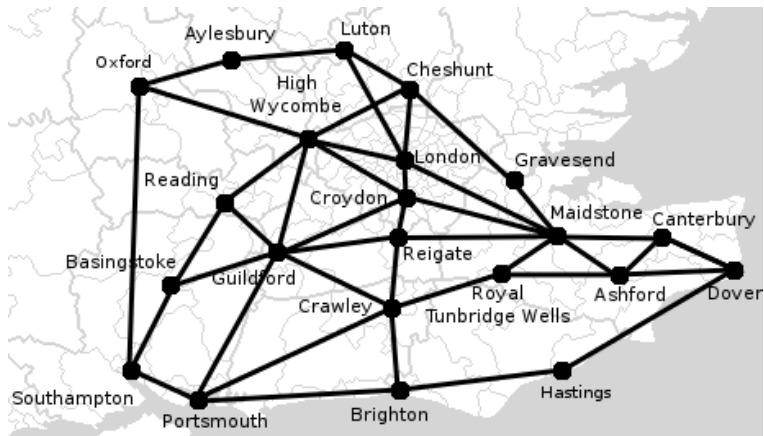 Luton
Aylesbury
Oxford
Cheshunt
High
Wycombe
London
Gravesend
Reading
Croydon
Maidstone
Canterbury
Reigate
Basingstoke
Guildford
Dover
Royal
Tunbridge Wells
Ashford
Crawley
Southampton
Hastings
Portsmouth
Brighton